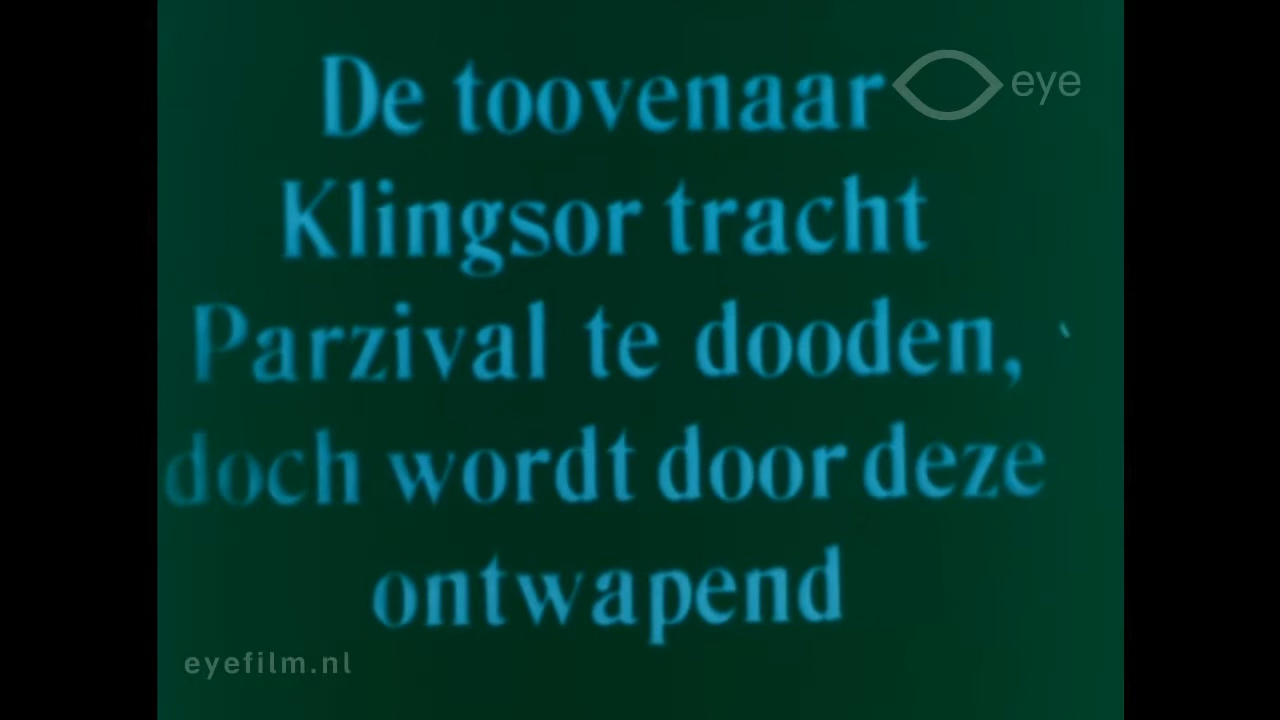 De toovenaar
eye
Klingsor tracht
Parzival te dooden,
doch wordt door deze
ontwapend
eyefilm.nl